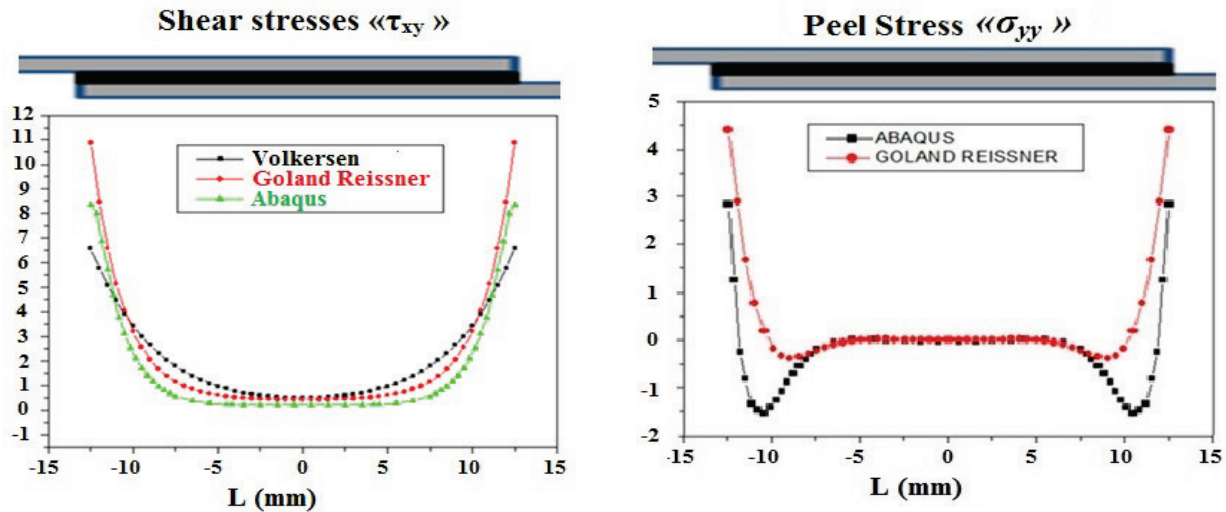 Shear stresses «τxy »
12
11
10
9
8
7
6
5
4
3
2
1
0
-1
Volkersen
Goland Reissner
Abaqus
-15 -10 -5 0 5 10 15
L (mm)
Peel Stress «σyy »
5
4
3
2
1
0
-1
-2
ABAQUS
GOLAND REISSNER
-15 -10 -5 0 5 10 15
L (mm)